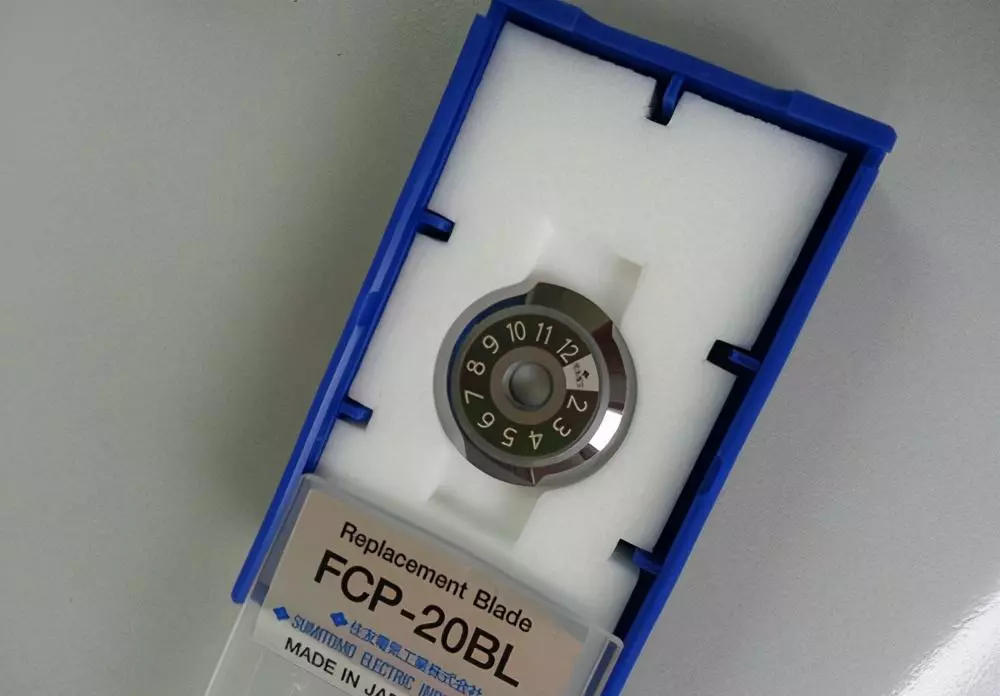 10 11 12
9
8
7
6
5
4
3
2
Replacement Blade
FCP-20BL
住友電気工業株式会社
SUMITOMO ELECTRIC
MADE IN